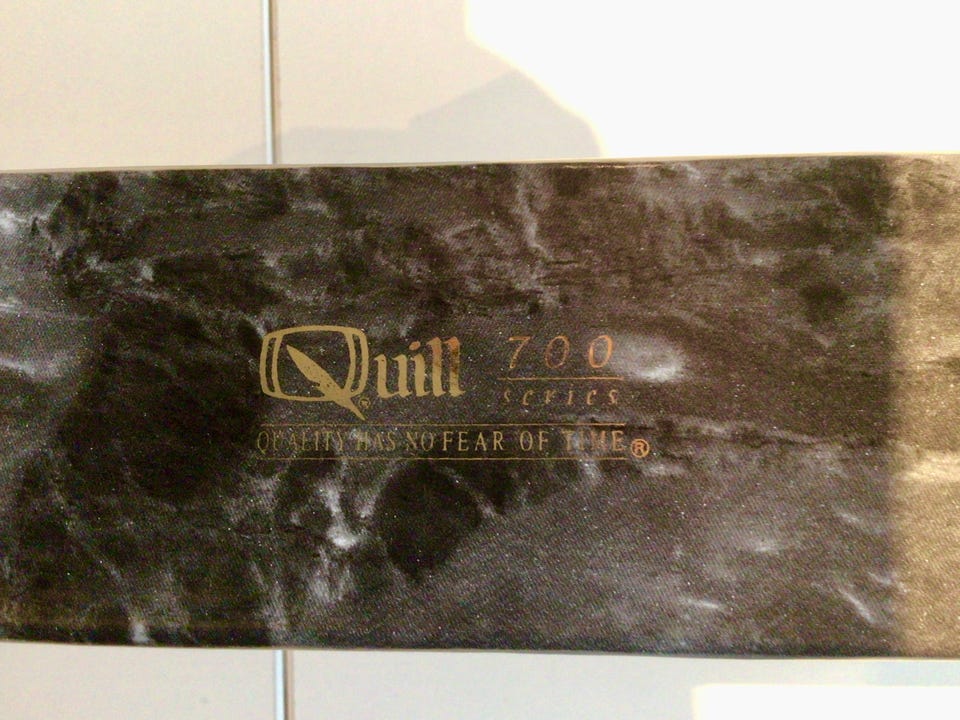 Quill® 700
series
QUALITY HAS NO FEAR OF TIME®